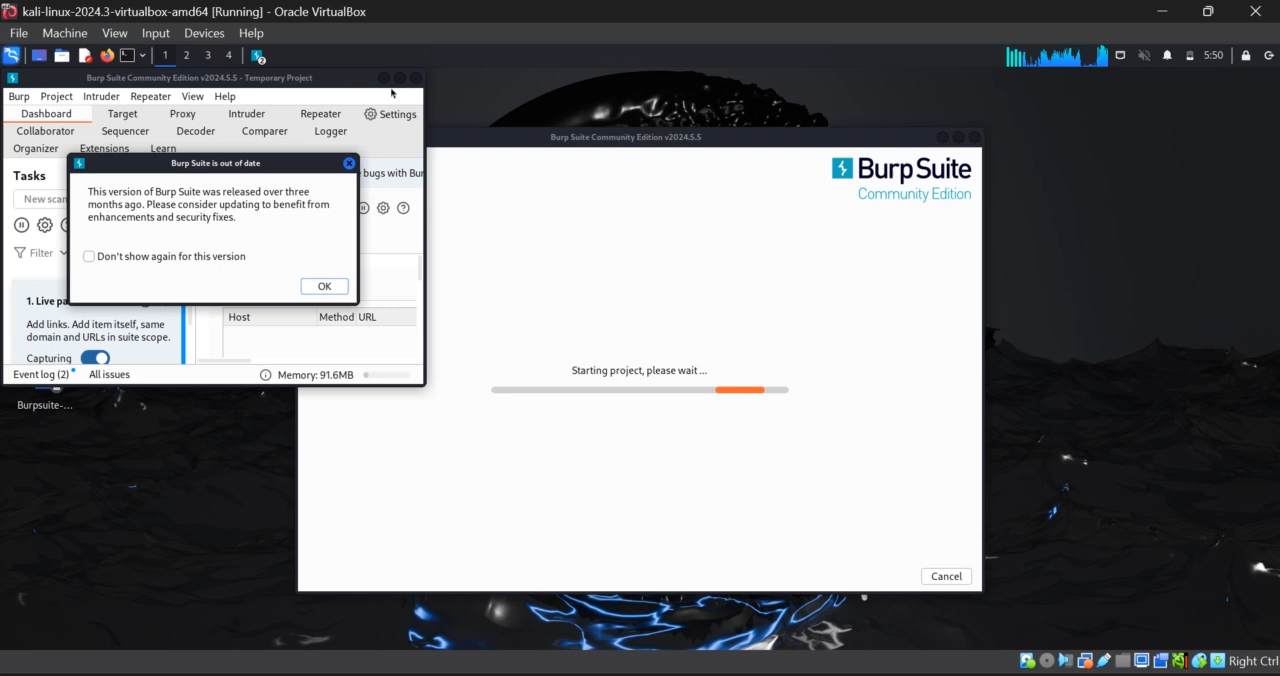 kali-linux-2024.3-virtualbox-amd64 [Running] - Oracle VirtualBox
File Machine View Input Devices Help
1 2 3 4 2 5:50
Burp Suite Community Edition v2024.5.5 - Temporary Project
Burp Project Intruder Repeater View Help
Dashboard Target Proxy Intruder Repeater Settings
Collaborator Sequencer Decoder Comparer Logger
Organizer Extensions Learn
Burp Suite Community Edition v2024.5.5
Burp Suite
Community Edition
Burp Suite is out of date
Tasks
bugs with Bur
New scan
This version of Burp Suite was released over three
months ago. Please consider updating to benefit from
enhancements and security fixes.
Filter
Don't show again for this version
OK
1. Live pa
Add links. Add item itself, same
domain and URLs in suite scope.
Capturing
Host Method URL
Event log (2) All issues Memory: 91.6MB
Starting project, please wait ...
Burpsuite-...
Cancel
Right Ctrl